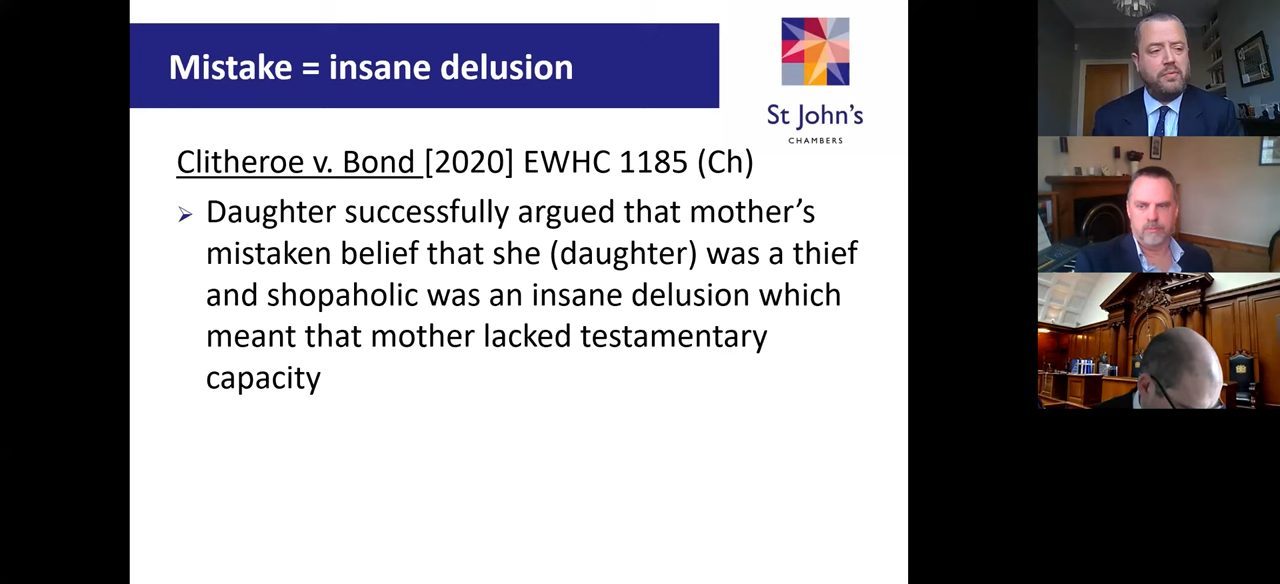 Mistake = insane delusion
St John’s
CHAMBERS
Clitheroe v. Bond [2020] EWHC 1185 (Ch)
➢ Daughter successfully argued that mother’s
mistaken belief that she (daughter) was a thief
and shopaholic was an insane delusion which
meant that mother lacked testamentary
capacity